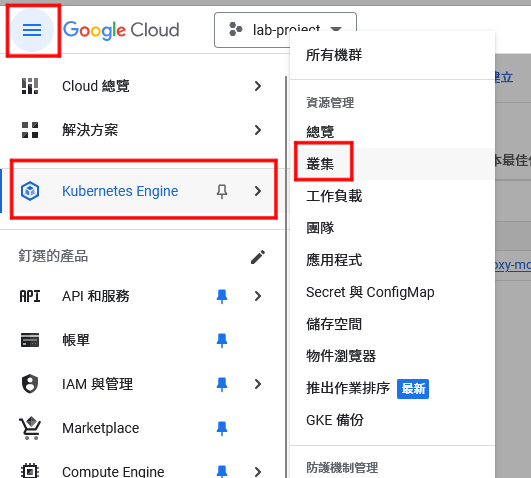 Google Cloud
lab-project
Cloud 總覽
解決方案
Kubernetes Engine
釘選的產品
API API 和服務
帳單
IAM 與管理
Marketplace
Compute Engine
所有機群
資源管理
總覽
叢集
工作負載
團隊
應用程式
Secret 與 ConfigMap
儲存空間
物件瀏覽器
推出作業排序 最新
GKE 備份
防護機制管理
建立
本最佳化
oxy-mo